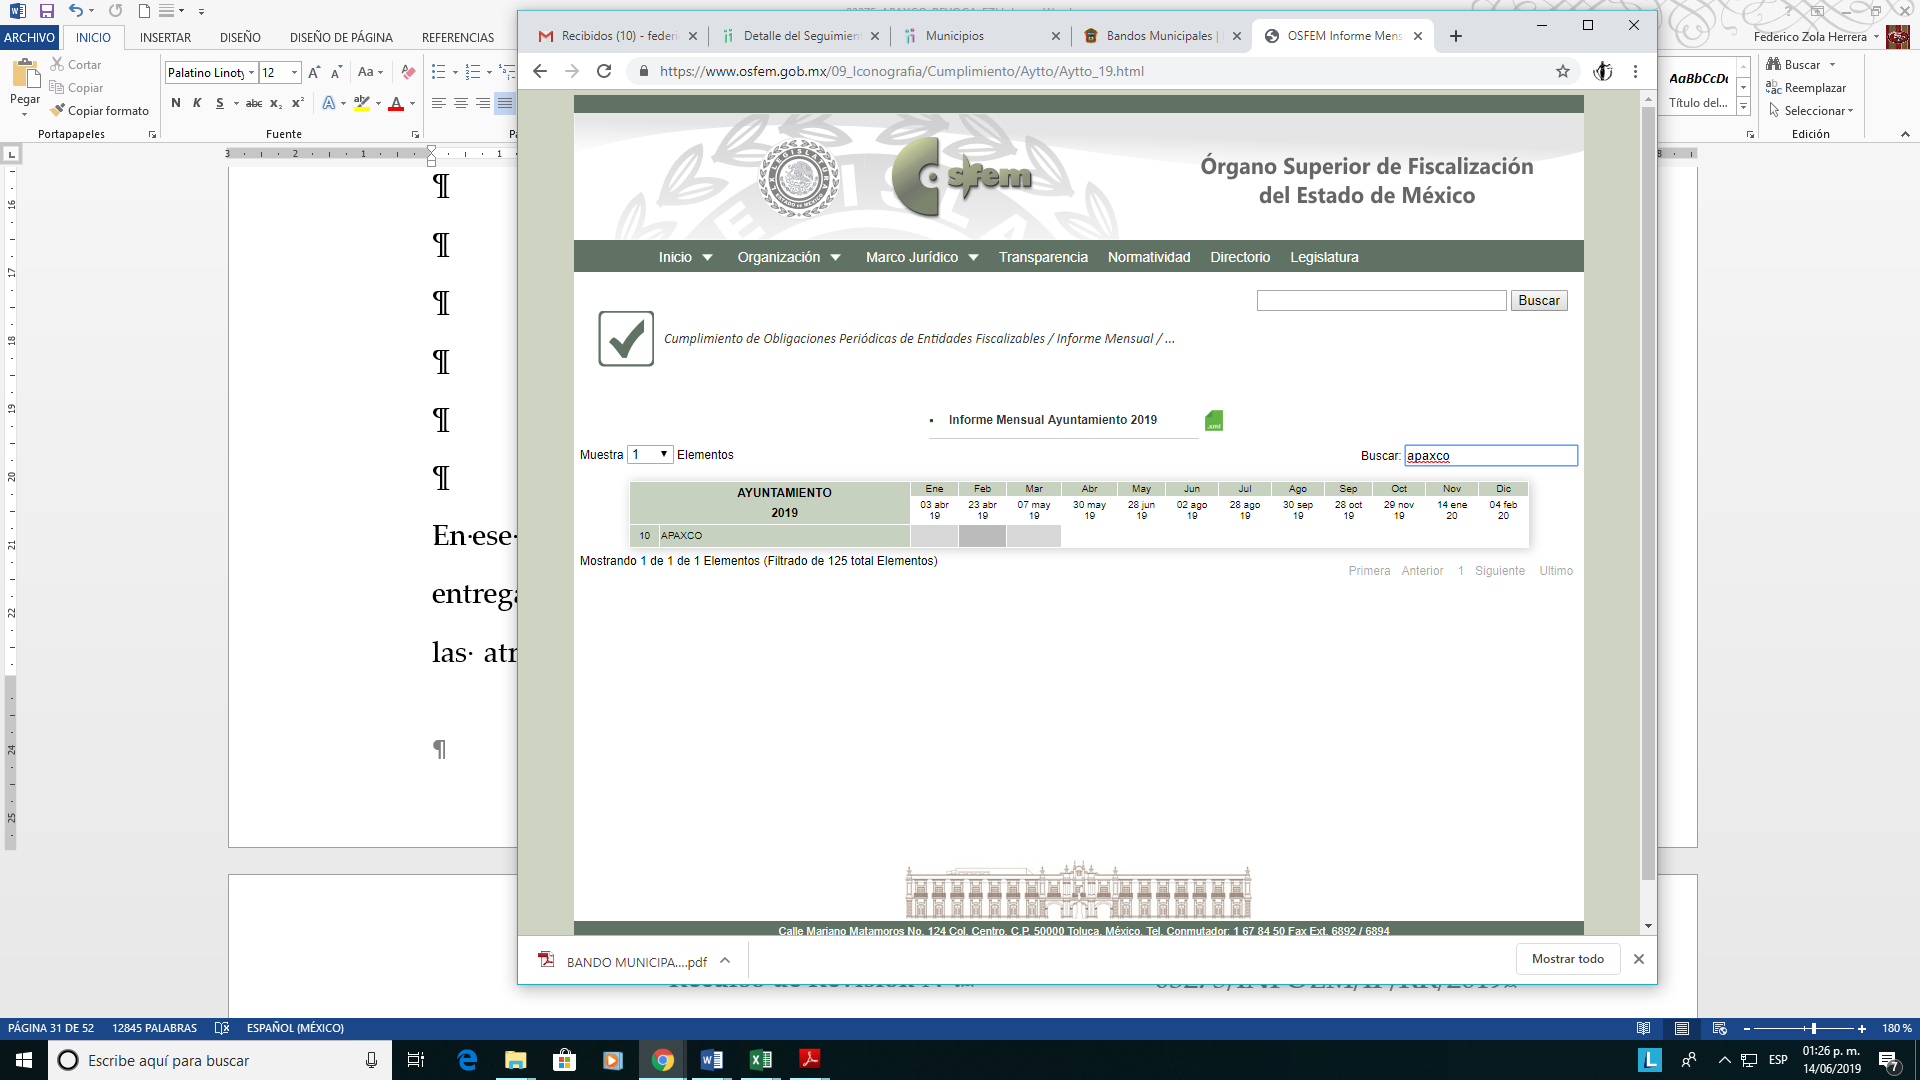 ARCHIVO INICIO INSERTAR DISEÑO DISEÑO DE PÁGINA REFERENCIAS
Federico Zola Herrera
Pegar
Cortar
Copiar
Copiar formato
Portapapeles
Palatino Linoty 12
N K S abc x₂ x²
Fuente
AaBbCcDc
Título del...
Buscar
Reemplazar
Seleccionar
Edición
Recibidos (10) - feder
Detalle del Seguimien
Municipios
Bandos Municipales |
OSFEM Informe Mens
https://www.osfem.gob.mx/09_Iconografia/Cumplimiento/Aytto/Aytto_19.html
osfem
Órgano Superior de Fiscalización
del Estado de México
Inicio Organización Marco Jurídico Transparencia Normatividad Directorio Legislatura
Buscar
Cumplimiento de Obligaciones Periódicas de Entidades Fiscalizables / Informe Mensual / ...
Informe Mensual Ayuntamiento 2019
Muestra 1 Elementos
Buscar: apaxco
AYUNTAMIENTO
2019
Ene Feb Mar Abr May Jun Jul Ago Sep Oct Nov Dic
03 abr 19 23 abr 19 07 may 19 30 may 19 28 jun 19 02 ago 19 28 ago 19 30 sep 19 28 oct 19 29 nov 19 14 ene 20 04 feb 20
10 APAXCO
Mostrando 1 de 1 de 1 Elementos (Filtrado de 125 total Elementos)
Primera Anterior 1 Siguiente Ultimo
¶
¶
¶
¶
¶
¶
En·ese·
entrega
las· atr
¶
Calle Mariano Matamoros No. 124 Col. Centro, C.P. 50000 Toluca, México. Tel. Conmutador: 1 67 84 50 Fax Ext. 6892 / 6894
BANDO MUNICIPA....pdf
Mostrar todo
PÁGINA 31 DE 52 12845 PALABRAS ESPAÑOL (MÉXICO)
180 %
Escribe aquí para buscar
ESP
01:26 p. m.
14/06/2019
7